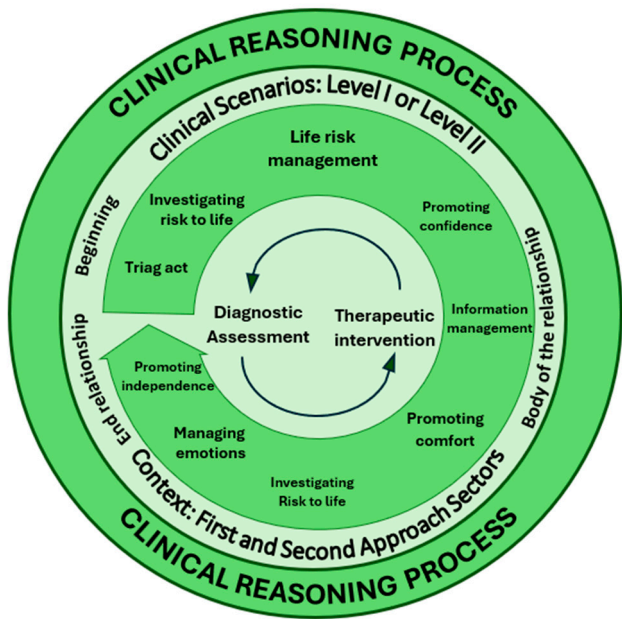 CLINICAL REASONING PROCESS
Clinical Scenarios: Level I or Level II
Beginning
Body of the relationship
End relationship
Context: First and Second Approach Sectors
Triag act
Investigating
risk to life
Life risk
management
Promoting
confidence
Information
management
Promoting
comfort
Investigating
Risk to life
Managing
emotions
Promoting
independence
Diagnostic
Assessment
Therapeutic
intervention
CLINICAL REASONING PROCESS